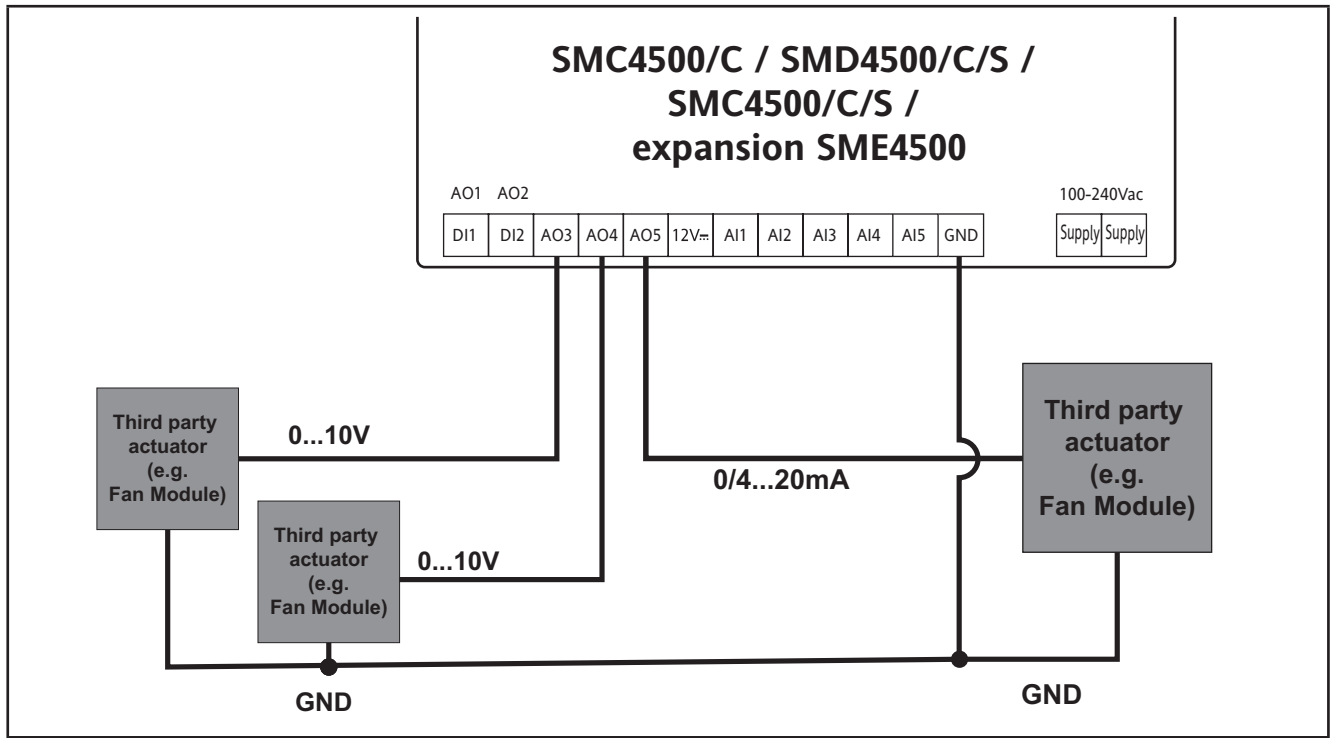 SMC4500/C / SMD4500/C/S /
SMC4500/C/S /
expansion SME4500
AO1 AO2
100-240Vac
DI1 DI2 AO3 AO4 AO5 12V⎓ AI1 AI2 AI3 AI4 AI5 GND
Supply Supply
Third party
actuator
(e.g.
Fan Module)
0...10V
Third party
actuator
(e.g.
Fan Module)
0...10V
0/4...20mA
Third party
actuator
(e.g.
Fan Module)
GND
GND